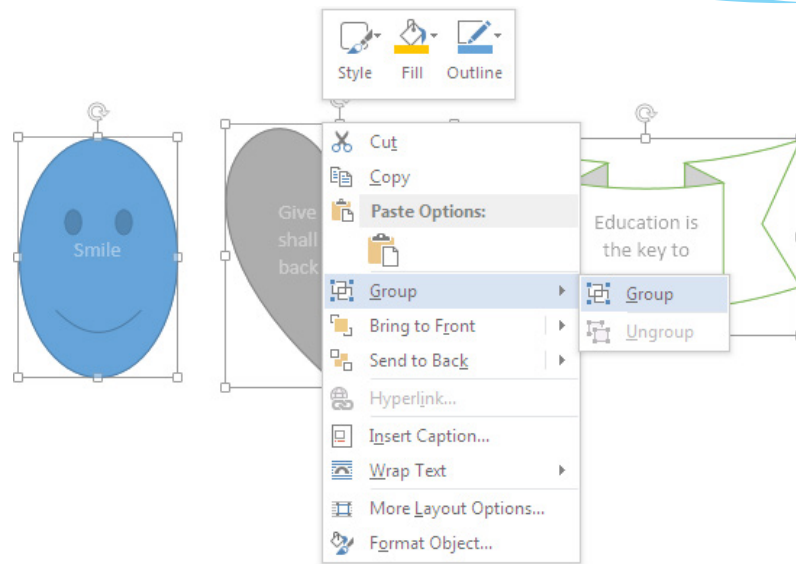 Style Fill Outline
Smile
Give
shall
back
Cut
Copy
Paste Options:
Group
Bring to Front
Send to Back
Hyperlink...
Insert Caption...
Wrap Text
More Layout Options...
Format Object...
Group
Ungroup
Education is
the key to